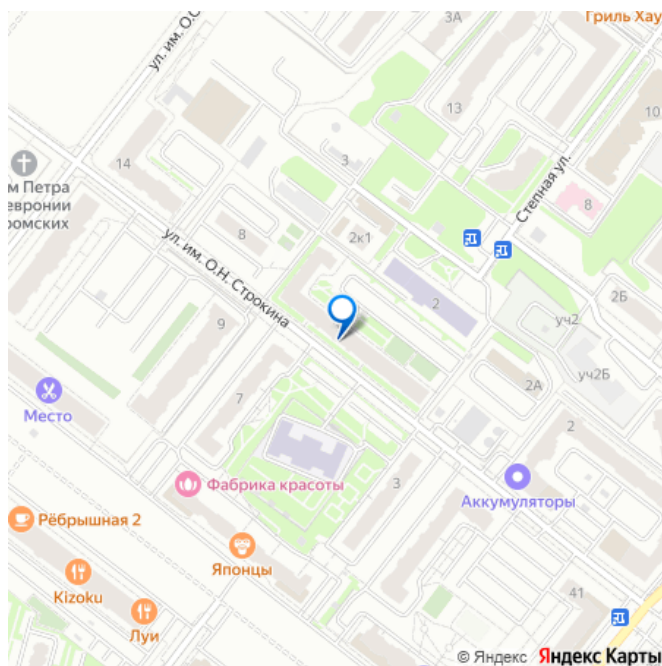 3А
Гриль Хау
ул. им. О.С
13
10
14
3
Степная ул.
м Петра
евронии
ромских
8
8
2к1
ул. им. О.Н. Строкина
2
2Б
уч2
9
2А
уч2Б
7
Место
2
3
Аккумуляторы
Фабрика красоты
Рёбрышная 2
Японцы
Kizoku
41
Луи
© Яндекс Яндекс Карты